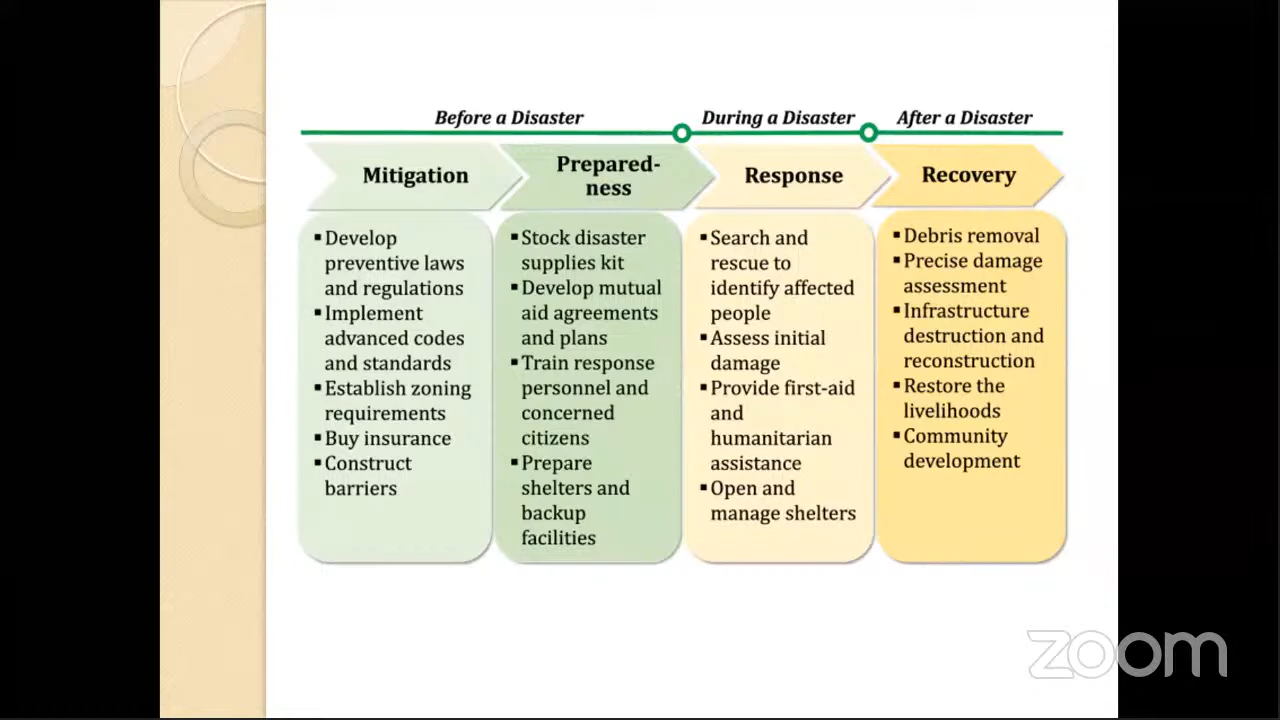 Before a Disaster
During a Disaster
After a Disaster
Mitigation
Prepared-
ness
Response
Recovery
▪Develop
preventive laws
and regulations
▪Implement
advanced codes
and standards
▪Establish zoning
requirements
▪Buy insurance
▪Construct
barriers
▪Stock disaster
supplies kit
▪Develop mutual
aid agreements
and plans
▪Train response
personnel and
concerned
citizens
▪Prepare
shelters and
backup
facilities
▪Search and
rescue to
identify affected
people
▪Assess initial
damage
▪Provide first-aid
and
humanitarian
assistance
▪Open and
manage shelters
▪Debris removal
▪Precise damage
assessment
▪Infrastructure
destruction and
reconstruction
▪Restore the
livelihoods
▪Community
development
zoom